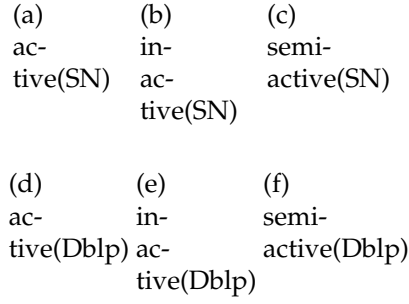 (a)
ac-
tive(SN)
(b)
in-
ac-
tive(SN)
(c)
semi-
active(SN)
(d)
ac-
tive(Dblp)
(e)
in-
ac-
tive(Dblp)
(f)
semi-
active(Dblp)